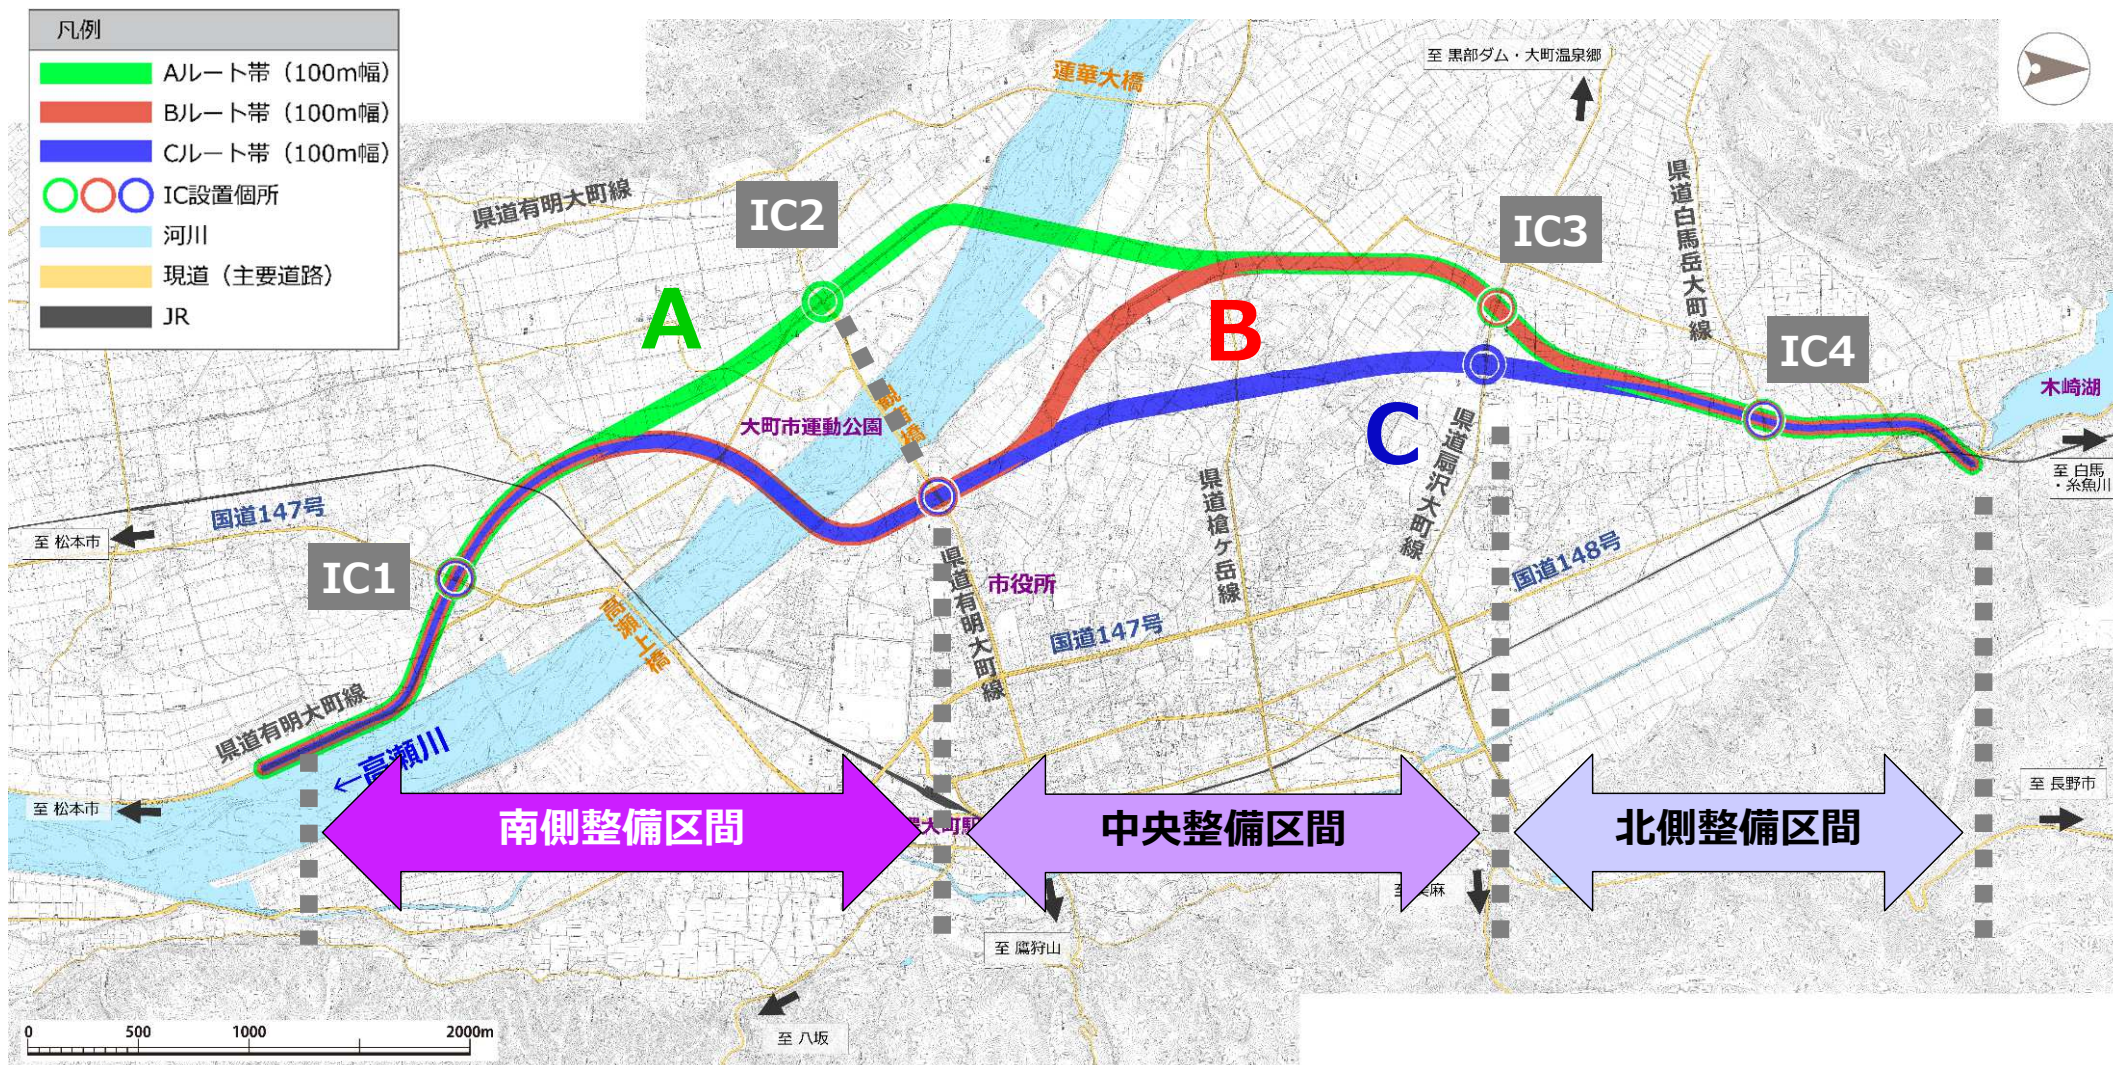 凡例
Aルート帯（100m幅）
Bルート帯（100m幅）
Cルート帯（100m幅）
IC設置個所
河川
現道（主要道路）
JR
蓮華大橋
至 黒部ダム・大町温泉郷
県道有明大町線
IC2
IC3
県道白馬岳大町線
A
B
C
IC4
木崎湖
大町市運動公園
観音橋
県道扇沢大町線
至 白馬
・糸魚川
国道147号
至 松本市
IC1
高瀬上橋
県道有明大町線
市役所
県道槍ヶ岳線
国道148号
国道147号
県道有明大町線
←高瀬川
至 松本市
至 長野市
南側整備区間
大町駅
中央整備区間
北側整備区間
至 鷹狩山
至 八坂
0 500 1000 2000m